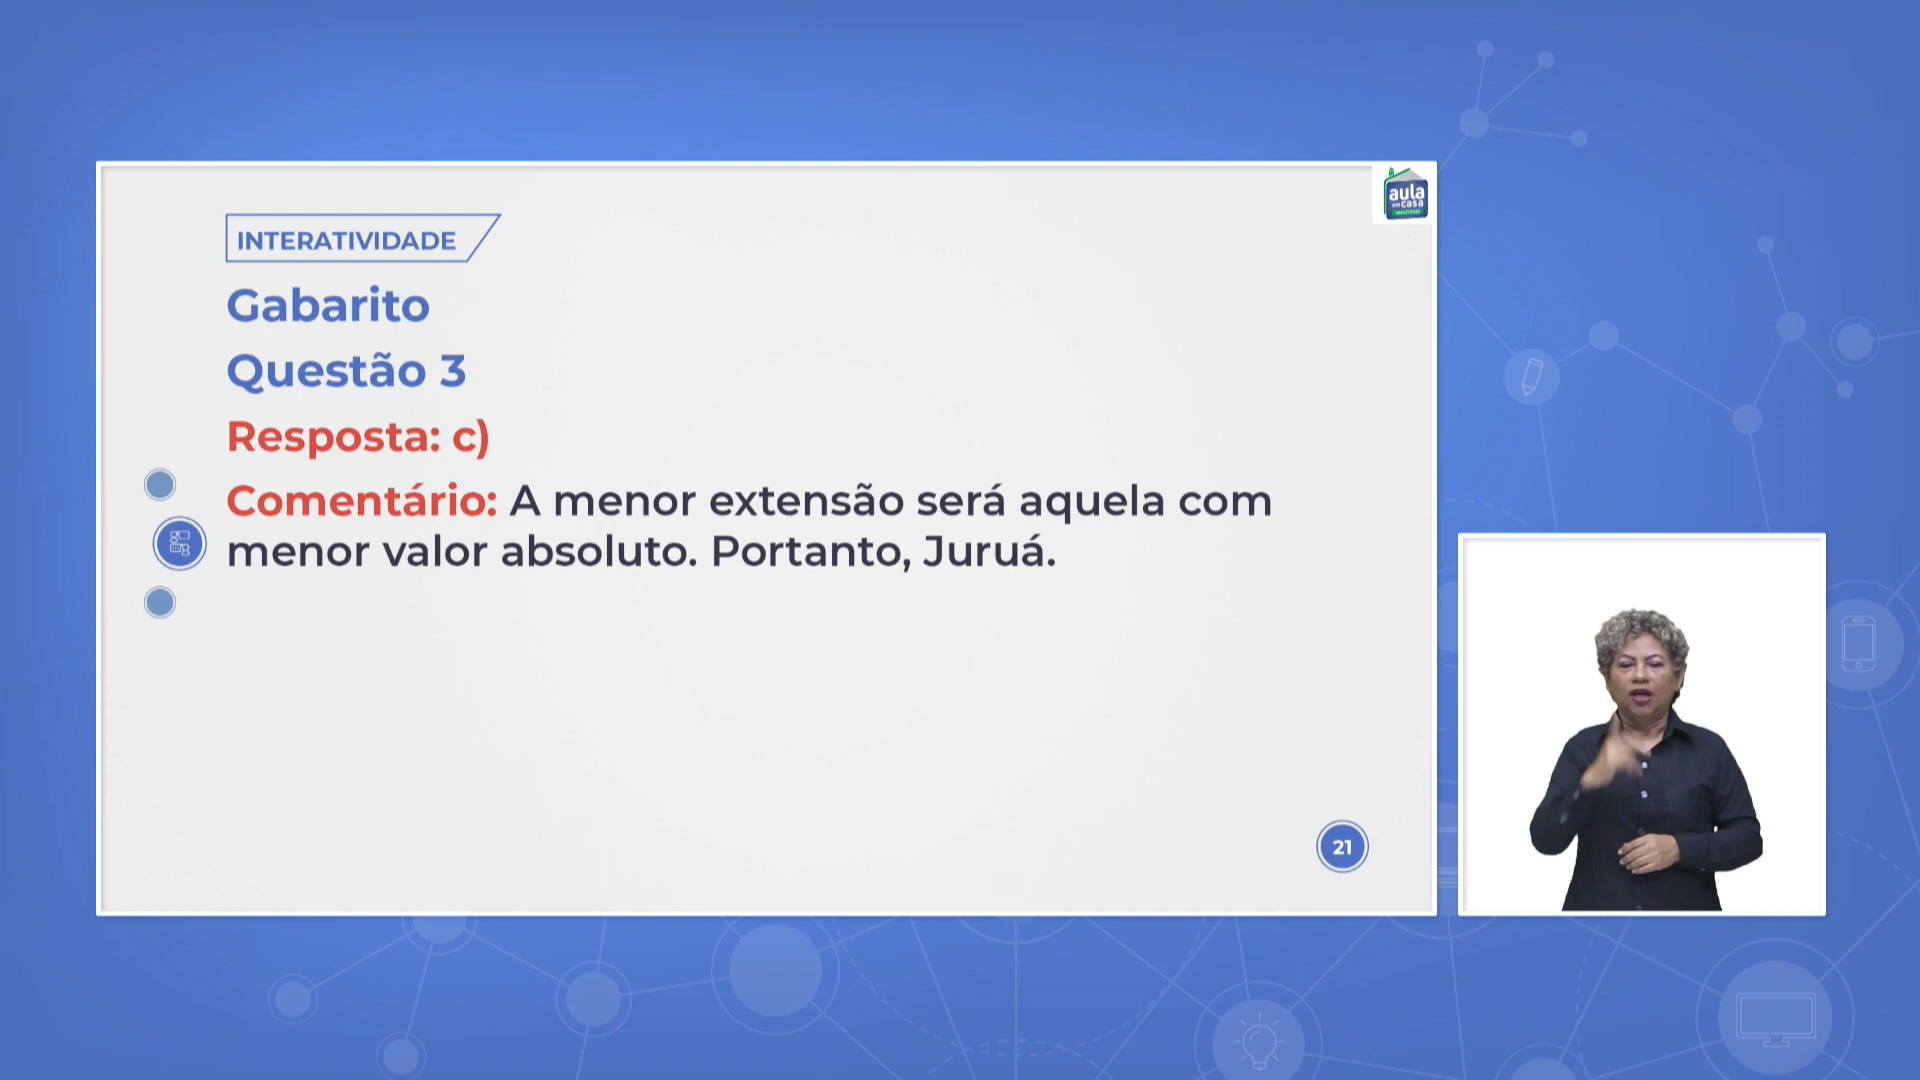 aula
em casa
INTERATIVIDADE
Gabarito
Questão 3
Resposta: c)
Comentário: A menor extensão será aquela com
menor valor absoluto. Portanto, Juruá.
21